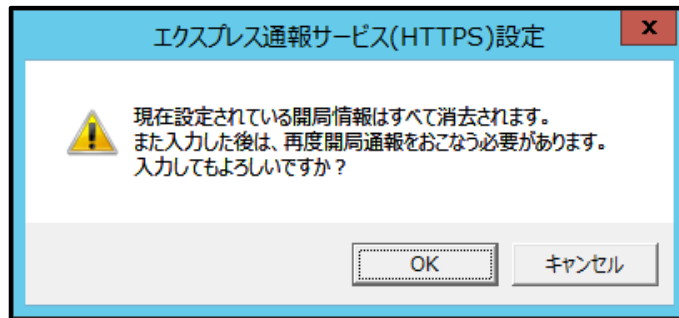 エクスプレス通報サービス(HTTPS)設定
x
現在設定されている開局情報はすべて消去されます。
また入力した後は、再度開局通報をおこなう必要があります。
入力してもよろしいですか？
OK
キャンセル